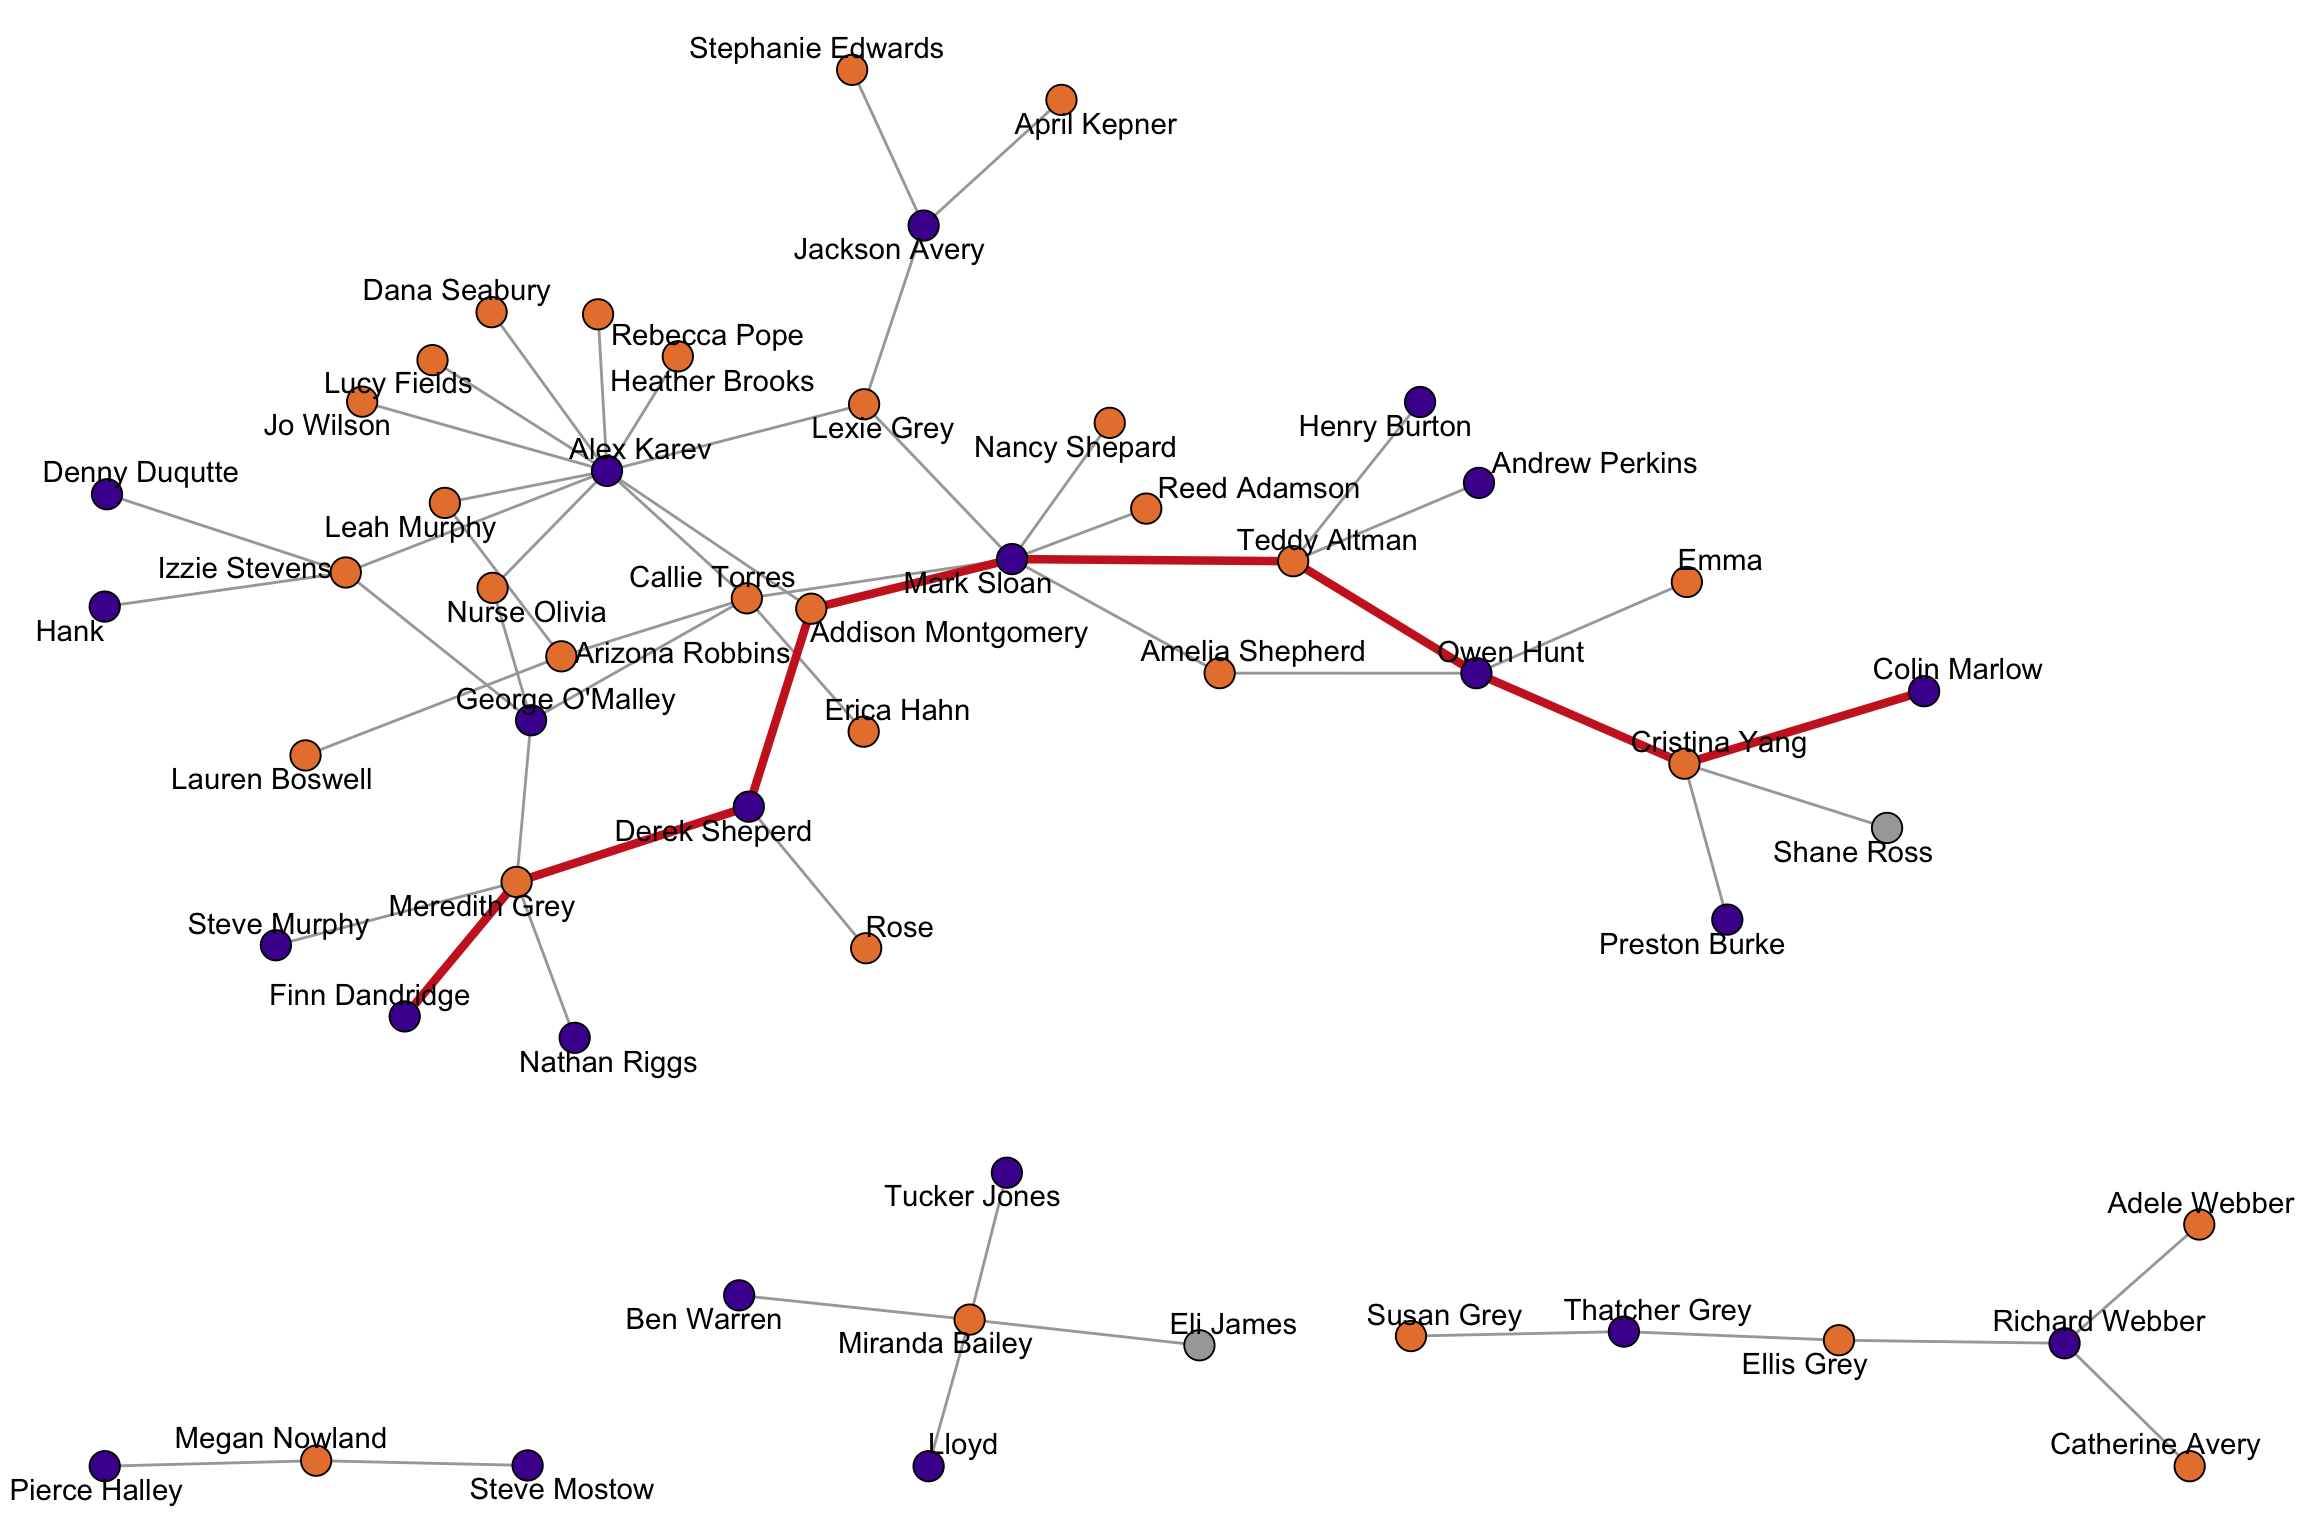 Stephanie Edwards
April Kepner
Jackson Avery
Dana Seabury
Rebecca Pope
Lucy Fields
Heather Brooks
Jo Wilson
Lexie Grey
Henry Burton
Alex Karev
Nancy Shepard
Andrew Perkins
Denny Duqutte
Reed Adamson
Leah Murphy
Teddy Altman
Emma
Izzie Stevens
Callie Torres
Mark Sloan
Nurse Olivia
Hank
Addison Montgomery
Arizona Robbins
Amelia Shepherd
Owen Hunt
Colin Marlow
George O'Malley
Erica Hahn
Cristina Yang
Lauren Boswell
Derek Sheperd
Shane Ross
Meredith Grey
Steve Murphy
Rose
Preston Burke
Finn Dandridge
Nathan Riggs
Tucker Jones
Adele Webber
Ben Warren
Eli James
Susan Grey
Thatcher Grey
Richard Webber
Miranda Bailey
Ellis Grey
Megan Nowland
Lloyd
Catherine Avery
Pierce Halley
Steve Mostow